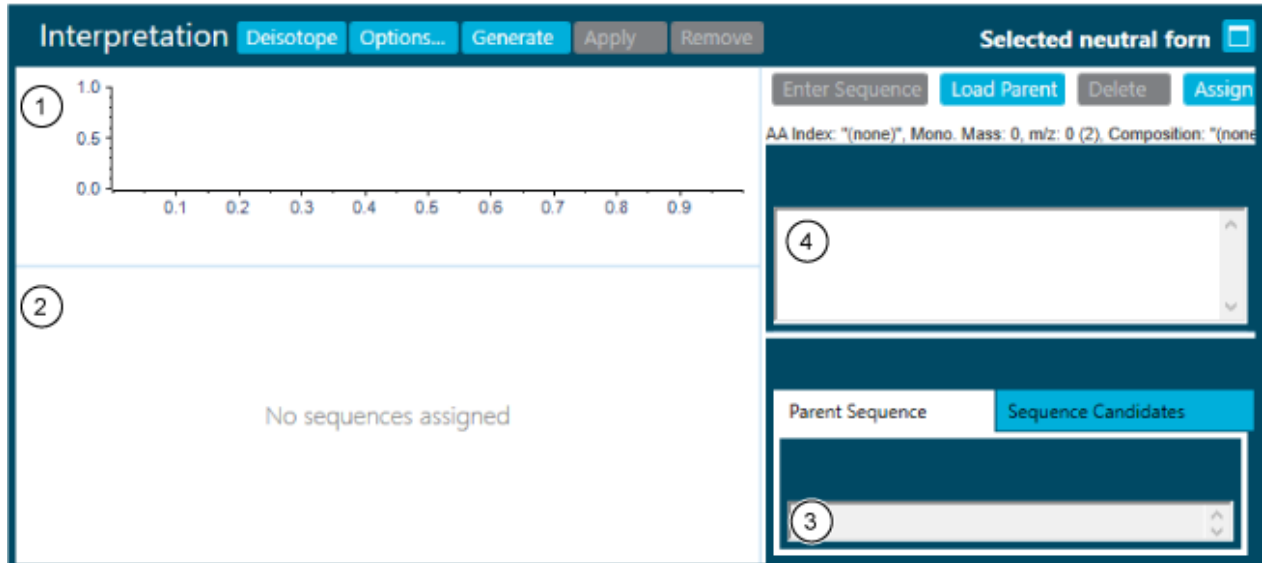 Interpretation Deisotope Options... Generate Apply Remove Selected neutral forn
1
1.0
0.5
0.0
0.1 0.2 0.3 0.4 0.5 0.6 0.7 0.8 0.9
2
No sequences assigned
Enter Sequence Load Parent Delete Assign
AA Index: "(none)", Mono. Mass: 0, m/z: 0 (2), Composition: "(none
4
Parent Sequence Sequence Candidates
3